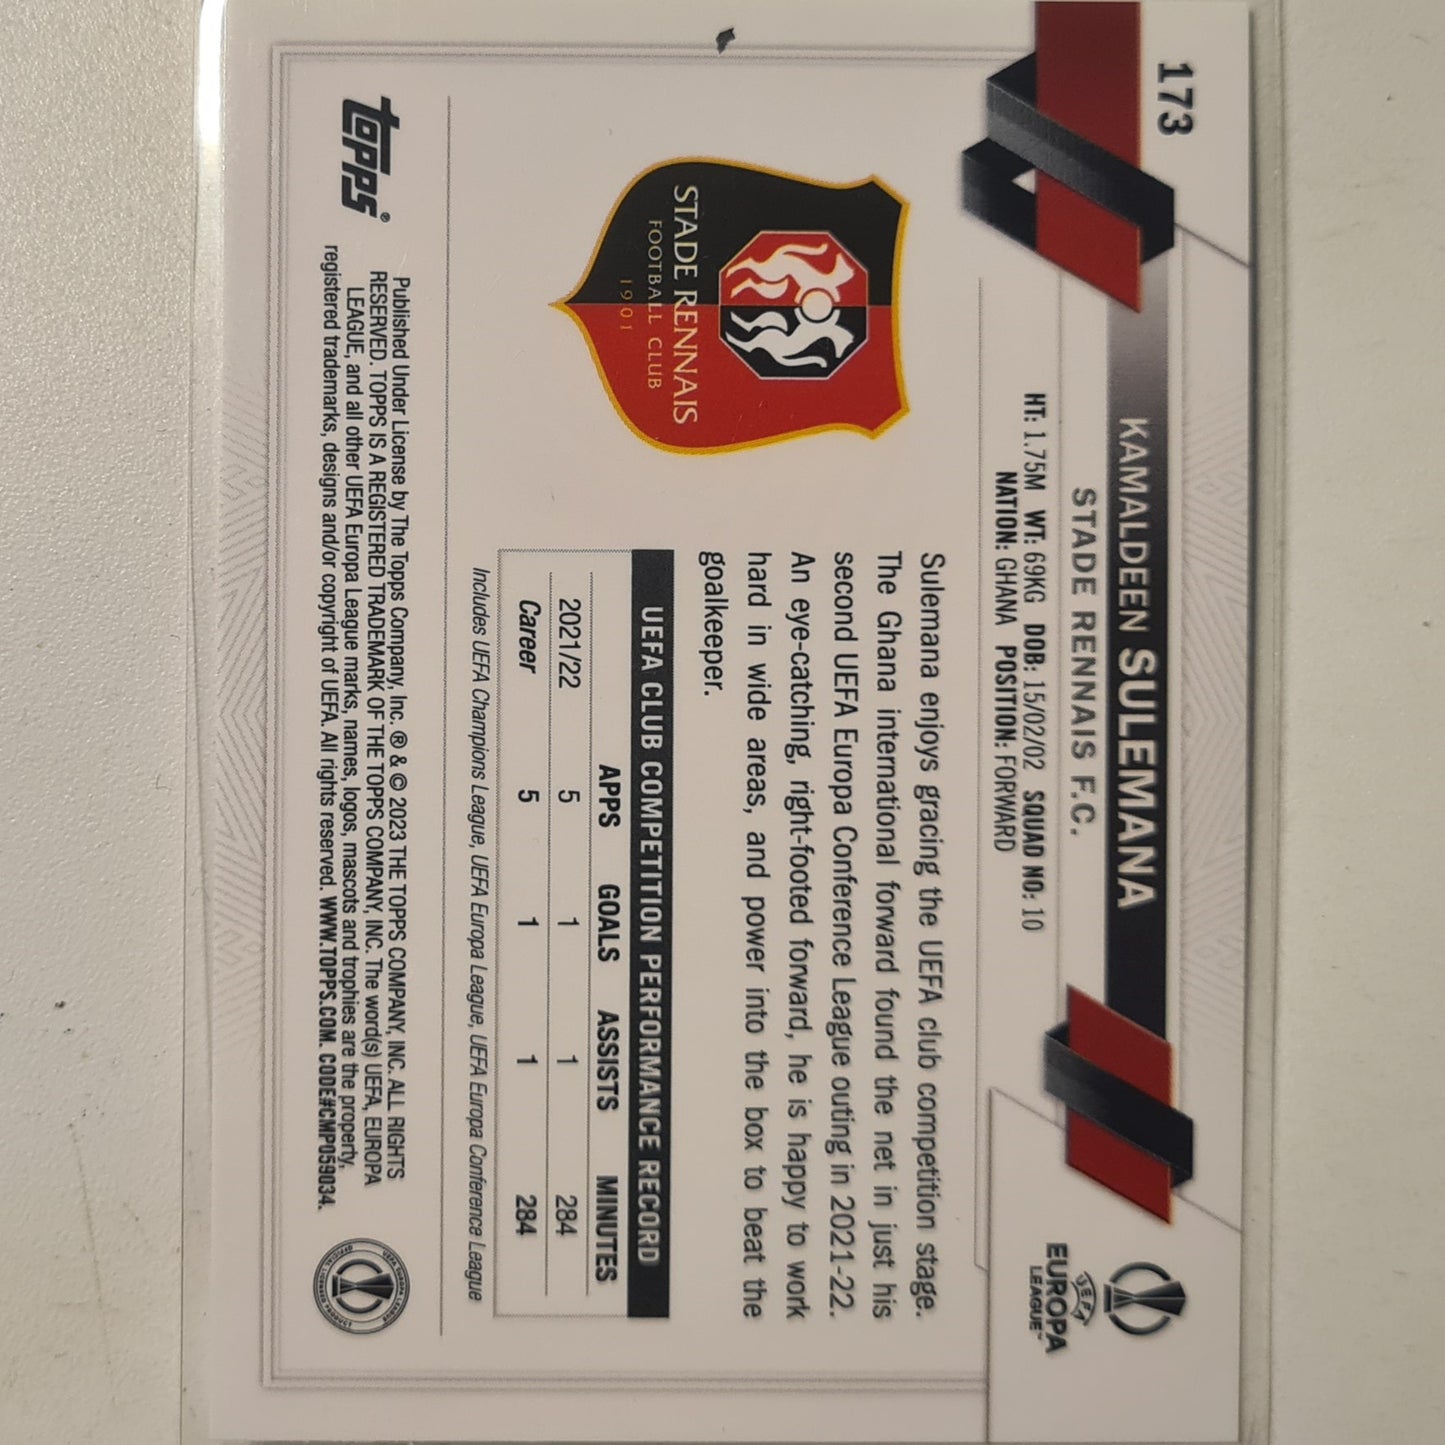 173
KAMALDEEN SULEMANA
STADE RENNAIS F.C.
HT: 1.75M WT: 69KG DOB: 15/02/02 SQUAD NO: 10
NATION: GHANA POSITION: FORWARD
UEFA
EUROPA
LEAGUE™
STADE RENNAIS
FOOTBALL CLUB
1901
Sulemana enjoys gracing the UEFA club competition stage.
The Ghana international forward found the net in just his
second UEFA Europa Conference League outing in 2021-22.
An eye-catching, right-footed forward, he is happy to work
hard in wide areas, and power into the box to beat the
goalkeeper.
UEFA CLUB COMPETITION PERFORMANCE RECORD
APPS GOALS ASSISTS MINUTES
2021/22 5 1 1 284
Career 5 1 1 284
Includes UEFA Champions League, UEFA Europa League, UEFA Europa Conference League
topps®
Published Under License by The Topps Company, Inc. ® & © 2023 THE TOPPS COMPANY, INC. ALL RIGHTS
RESERVED. TOPPS IS A REGISTERED TRADEMARK OF THE TOPPS COMPANY, INC. The word(s) UEFA, EUROPA
LEAGUE, and all other UEFA Europa League marks, names, logos, mascots and trophies are the property,
registered trademarks, designs and/or copyright of UEFA. All rights reserved. WWW.TOPPS.COM. CODE#CMP059034.
UEFA EUROPA LEAGUE
OFFICIAL LICENSED PRODUCT